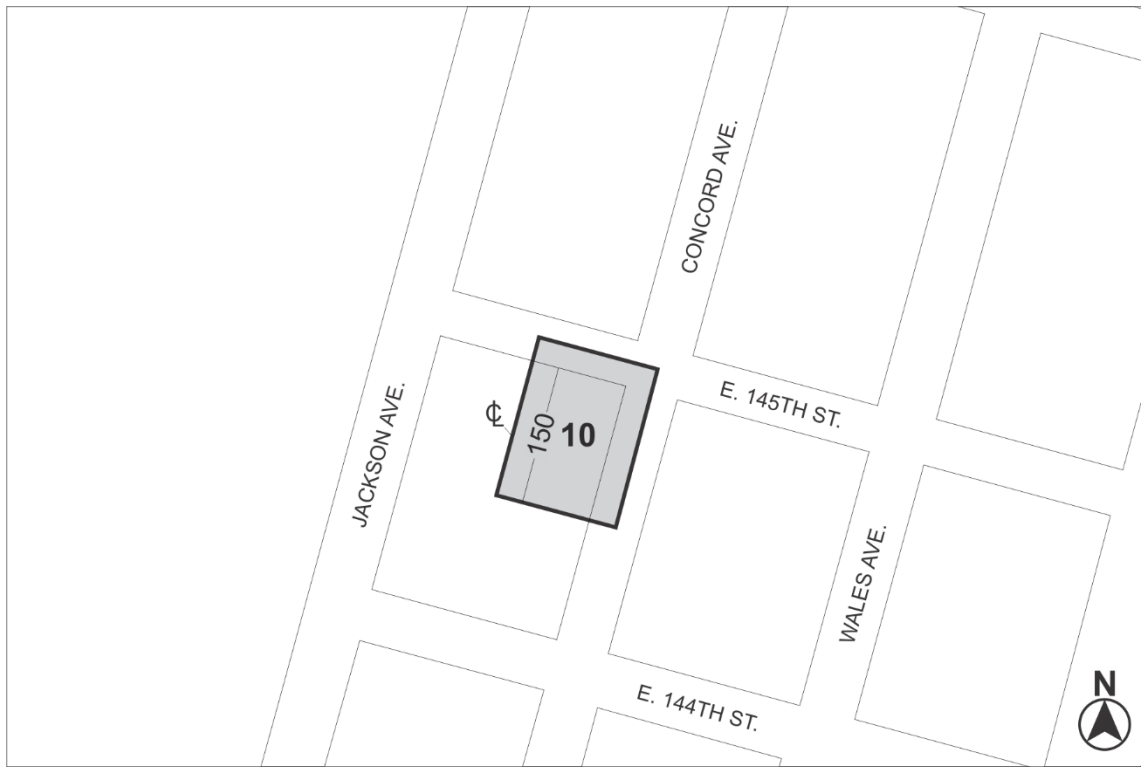 CONCORD AVE.
JACKSON AVE.
℄
150
10
E. 145TH ST.
WALES AVE.
E. 144TH ST.
N